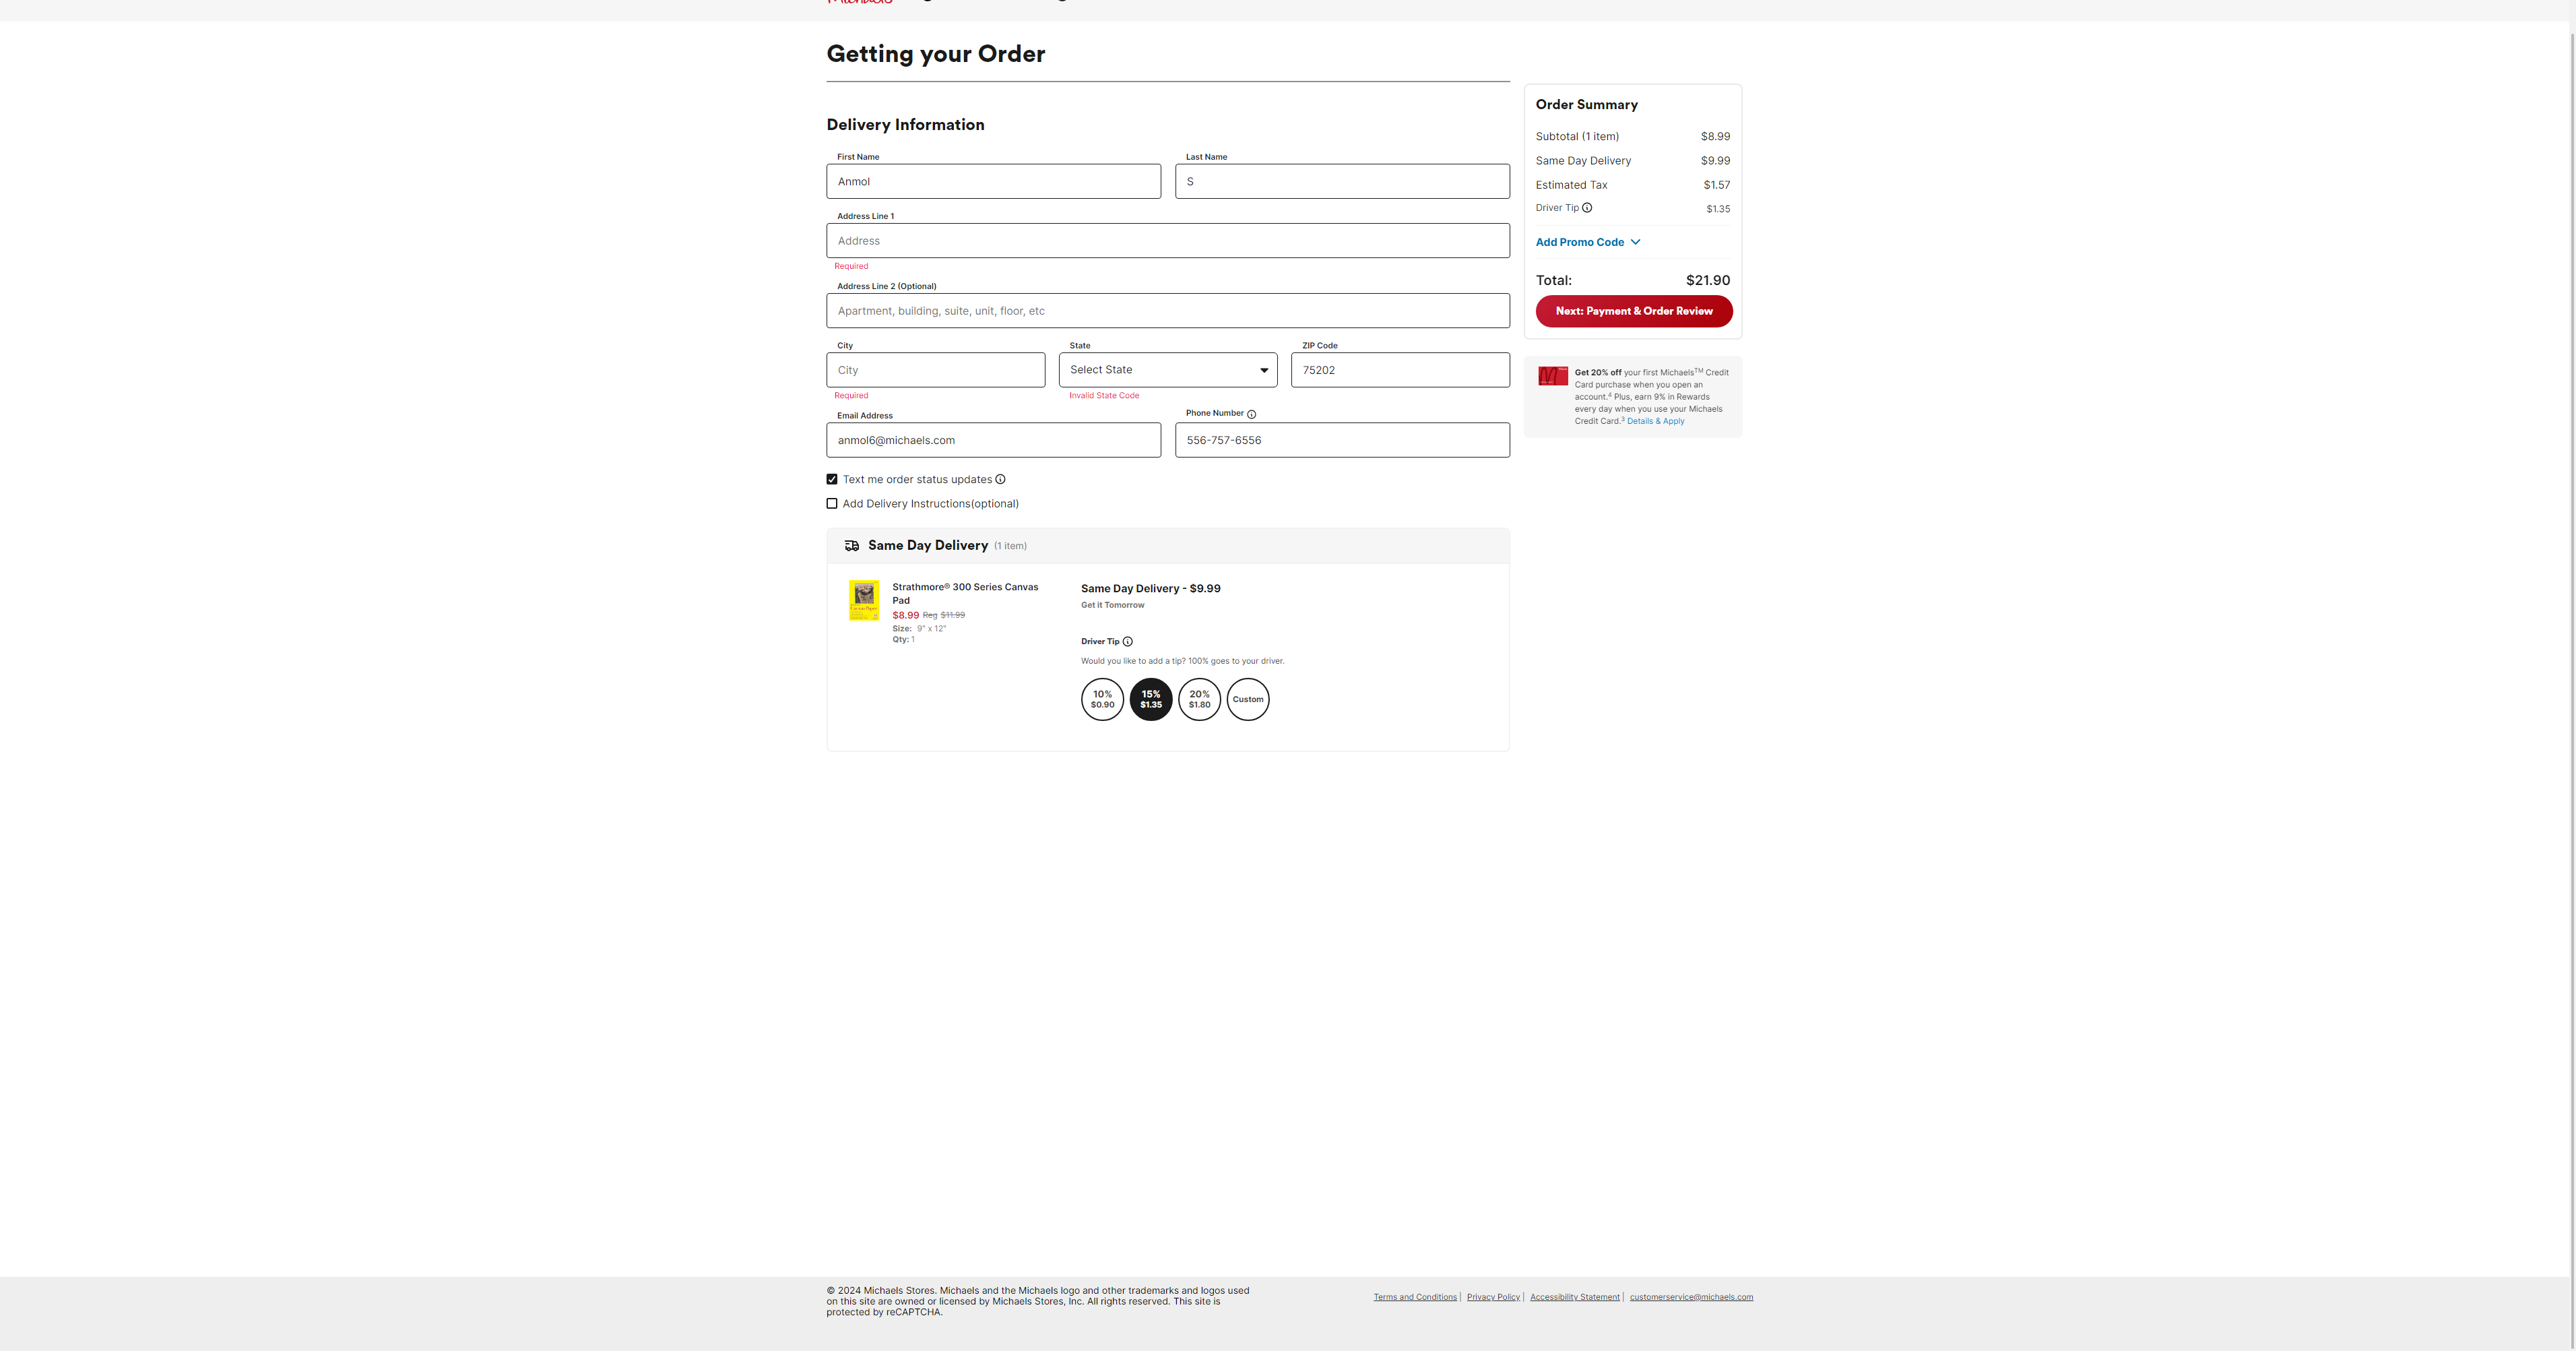 Michaels
Getting your Order
Delivery Information
First Name
Last Name
Anmol
S
Address Line 1
Address
Required
Address Line 2 (Optional)
Apartment, building, suite, unit, floor, etc
City
State
ZIP Code
City
Select State
75202
Required
Invalid State Code
Email Address
Phone Number
anmol6@michaels.com
556-757-6556
Text me order status updates
Add Delivery Instructions(optional)
Same Day Delivery (1 item)
Strathmore® 300 Series Canvas
Pad
$8.99 Reg $11.99
Size: 9" x 12"
Qty: 1
Same Day Delivery - $9.99
Get it Tomorrow
Driver Tip
Would you like to add a tip? 100% goes to your driver.
10%
$0.90
15%
$1.35
20%
$1.80
Custom
Order Summary
Subtotal (1 item) $8.99
Same Day Delivery $9.99
Estimated Tax $1.57
Driver Tip $1.35
Add Promo Code
Total: $21.90
Next: Payment & Order Review
Get 20% off your first Michaels™ Credit
Card purchase when you open an
account.⁴ Plus, earn 9% in Rewards
every day when you use your Michaels
Credit Card.³ Details & Apply
© 2024 Michaels Stores. Michaels and the Michaels logo and other trademarks and logos used
on this site are owned or licensed by Michaels Stores, Inc. All rights reserved. This site is
protected by reCAPTCHA.
Terms and Conditions | Privacy Policy | Accessibility Statement | customerservice@michaels.com